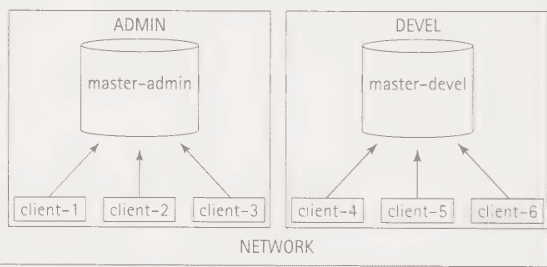 ADMIN
master-admin
client-1 client-2 client-3
DEVEL
master-devel
client-4 client-5 client-6
NETWORK